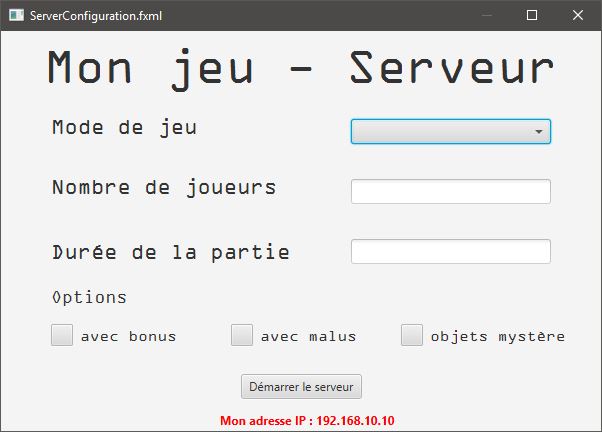 ServerConfiguration.fxml
Mon jeu - Serveur
Mode de jeu
Nombre de joueurs
Durée de la partie
Options
avec bonus avec malus objets mystère
Démarrer le serveur
Mon adresse IP : 192.168.10.10